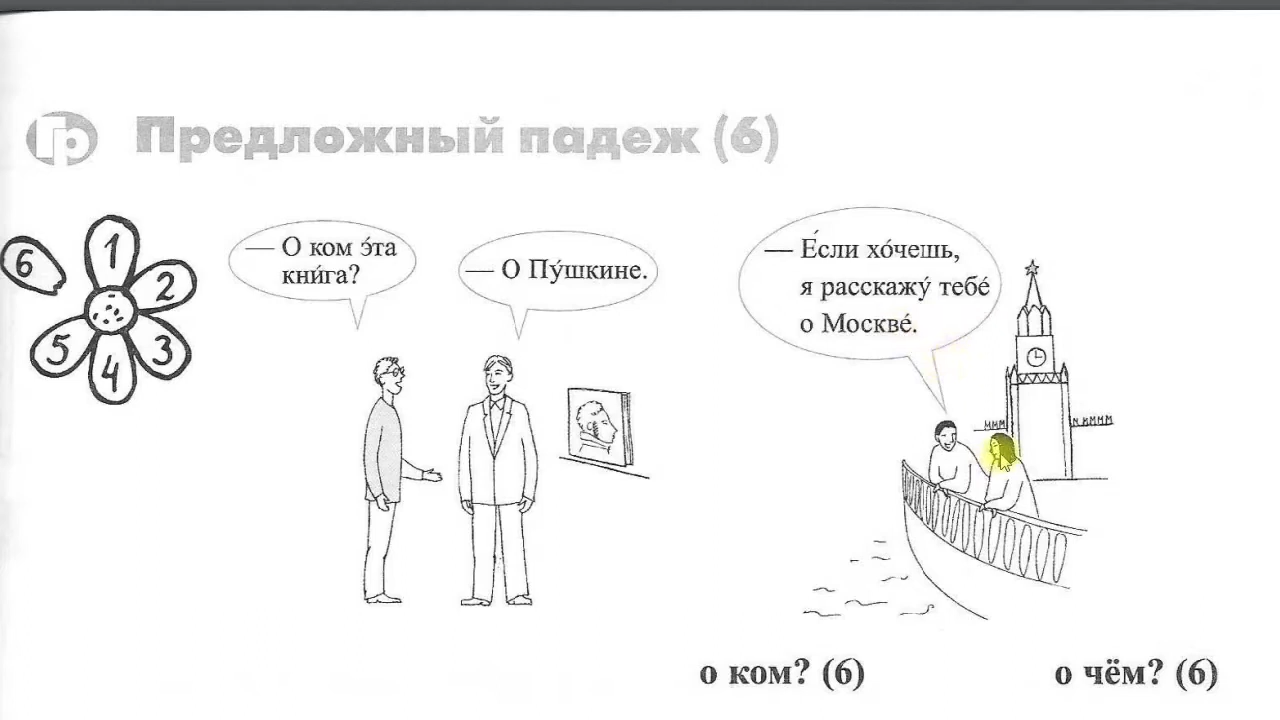 Гр Предложный падеж (6)
1
2
3
4
5
6
— О ком э́та
кни́га?
— О Пу́шкине.
— Е́сли хо́чешь,
я расскажу́ тебе́
о Москве́.
о ком? (6)
о чём? (6)